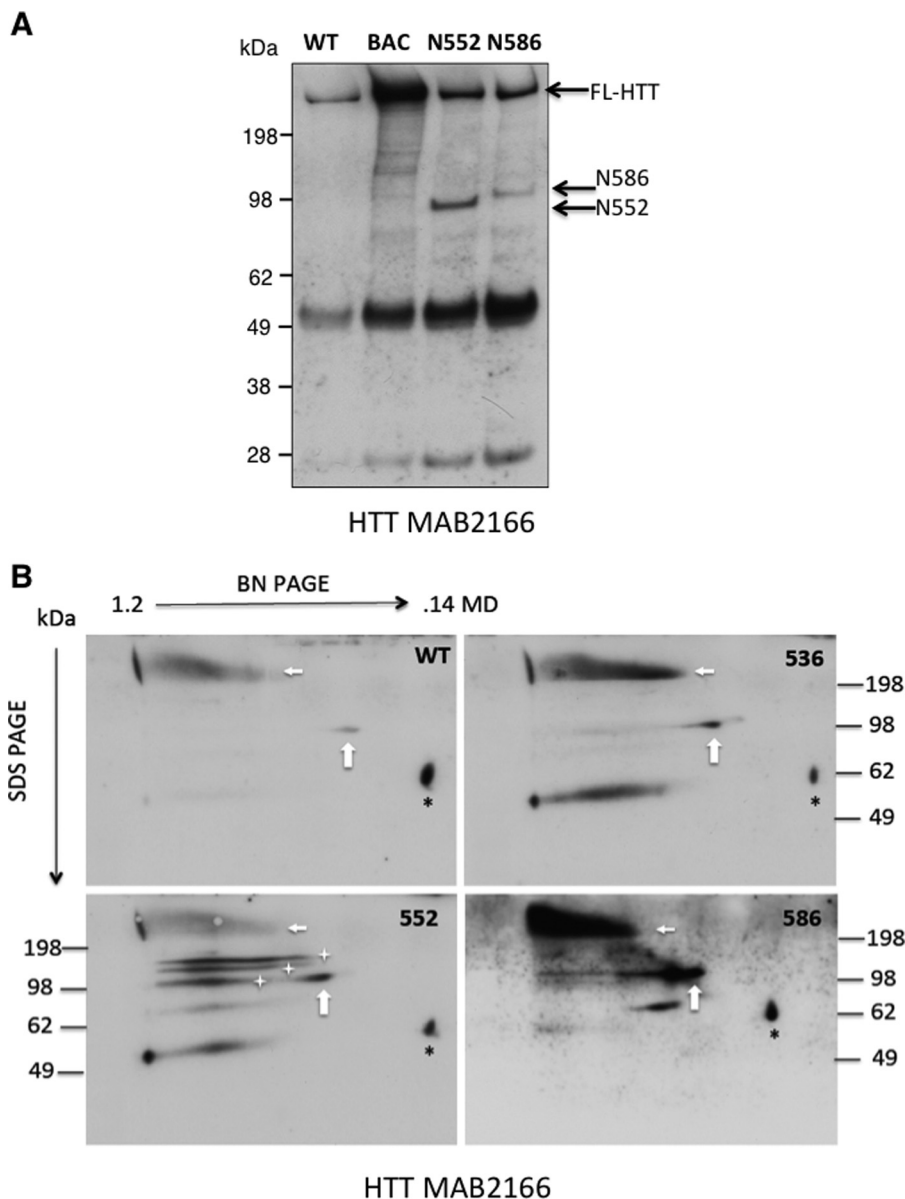 A
kDa WT BAC N552 N586
FL-HTT
198
N586
98
N552
62
49
38
28
HTT MAB2166
B
BN PAGE
1.2 .14 MD
kDa
SDS PAGE
WT 536
198
98
62
* *
49
552 586
198 198
98 98
62 62
* *
49 49
HTT MAB2166